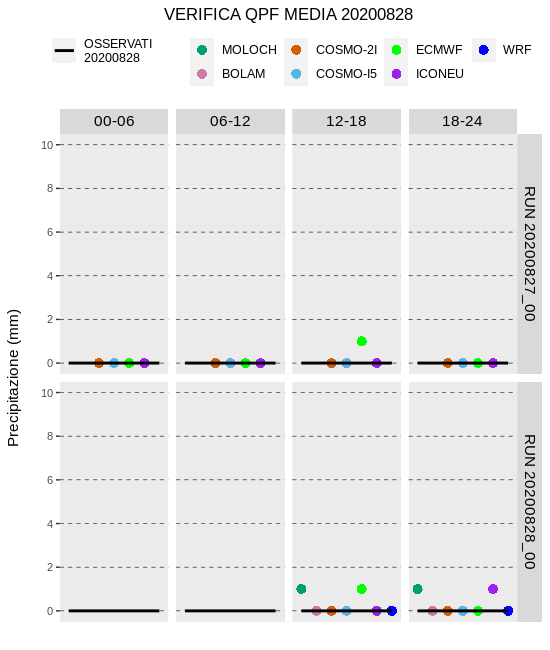 VERIFICA QPF MEDIA 20200828
OSSERVATI
20200828
MOLOCH
COSMO-2I
ECMWF
WRF
BOLAM
COSMO-I5
ICONEU
00-06
06-12
12-18
18-24
10
8
6
4
2
0
RUN 20200827_00
Precipitazione (mm)
10
8
6
4
2
0
RUN 20200828_00